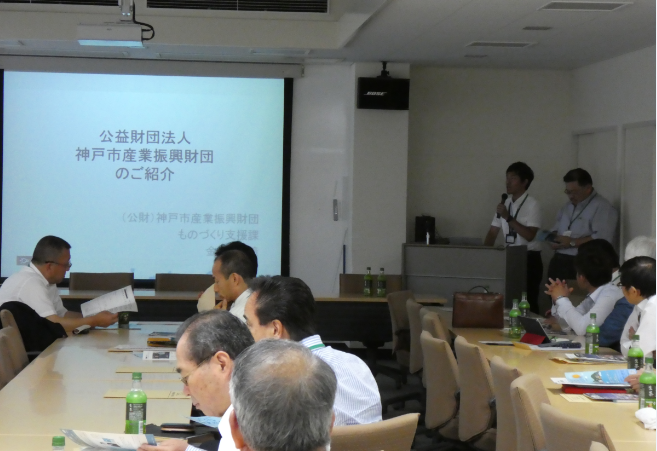 公益財団法人
神戸市産業振興財団
のご紹介
（公財）神戸市産業振興財団
ものづくり支援課
BOSE